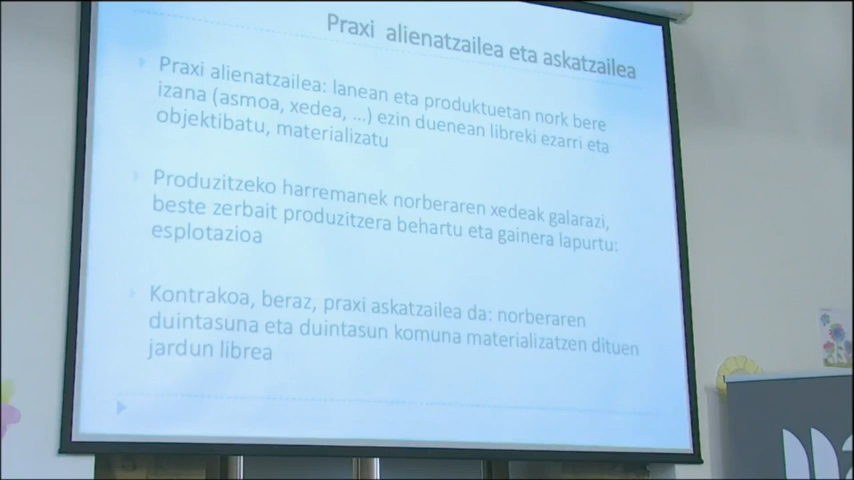 Praxi alienatzailea eta askatzailea
Praxi alienatzailea: lanean eta produktuetan nork bere
izana (asmoa, xedea, ...) ezin duenean libreki ezarri eta
objektibatu, materializatu
Produzitzeko harremanek norberaren xedeak galarazi,
beste zerbait produzitzera behartu eta gainera lapurtu:
esplotazioa
Kontrakoa, beraz, praxi askatzailea da: norberaren
duintasuna eta duintasun komuna materializatzen dituen
jardun librea